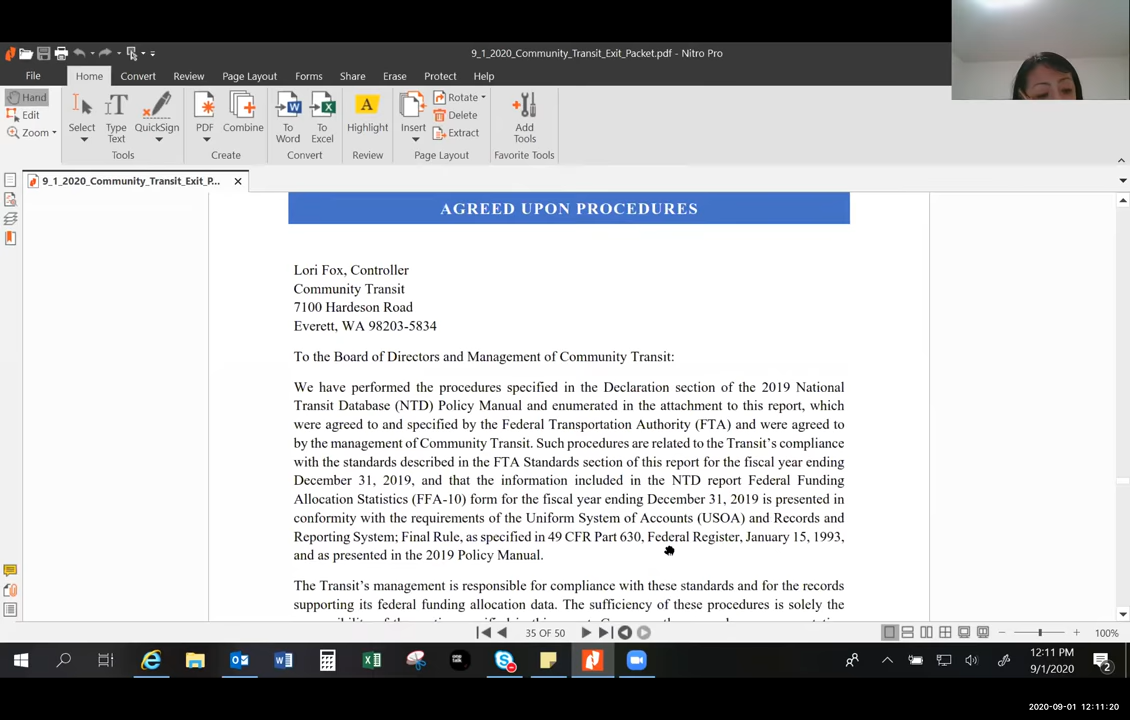 9_1_2020_Community_Transit_Exit_Packet.pdf - Nitro Pro
File Home Convert Review Page Layout Forms Share Erase Protect Help
Hand
Edit
Zoom
Select
Type
Text
QuickSign
PDF
Combine
To
Word
To
Excel
Highlight
Insert
Rotate
Delete
Extract
Add
Tools
Tools Create Convert Review Page Layout Favorite Tools
9_1_2020_Community_Transit_Exit_P...
AGREED UPON PROCEDURES
Lori Fox, Controller
Community Transit
7100 Hardeson Road
Everett, WA 98203-5834
To the Board of Directors and Management of Community Transit:
We have performed the procedures specified in the Declaration section of the 2019 National
Transit Database (NTD) Policy Manual and enumerated in the attachment to this report, which
were agreed to and specified by the Federal Transportation Authority (FTA) and were agreed to
by the management of Community Transit. Such procedures are related to the Transit's compliance
with the standards described in the FTA Standards section of this report for the fiscal year ending
December 31, 2019, and that the information included in the NTD report Federal Funding
Allocation Statistics (FFA-10) form for the fiscal year ending December 31, 2019 is presented in
conformity with the requirements of the Uniform System of Accounts (USOA) and Records and
Reporting System; Final Rule, as specified in 49 CFR Part 630, Federal Register, January 15, 1993,
and as presented in the 2019 Policy Manual.
The Transit's management is responsible for compliance with these standards and for the records
supporting its federal funding allocation data. The sufficiency of these procedures is solely the
35 OF 50
100%
12:11 PM
9/1/2020
2
2020-09-01 12:11:20